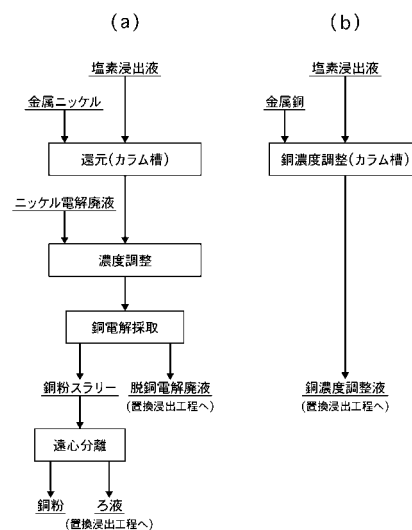 (a)
塩素浸出液
金属ニッケル
還元(カラム槽)
ニッケル電解廃液
濃度調整
銅電解採取
銅粉スラリー
脱銅電解廃液
(置換浸出工程へ)
遠心分離
銅粉
ろ液
(置換浸出工程へ)
(b)
塩素浸出液
金属銅
銅濃度調整(カラム槽)
銅濃度調整液
(置換浸出工程へ)